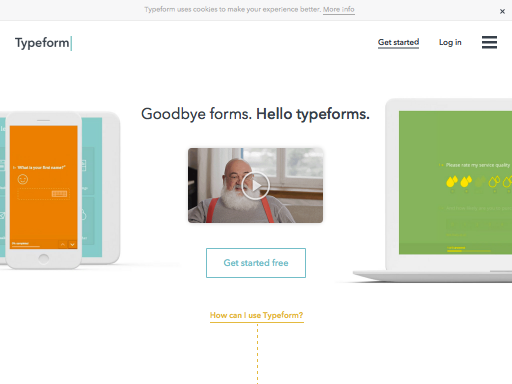 Typeform uses cookies to make your experience better. More Info
×
Typeform
Get started
Log in
Goodbye forms. Hello typeforms.
What is your first name?*
Please rate my service quality
Get started free
How can I use Typeform?